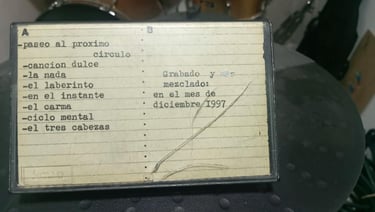 A
-paseo al proximo
circulo
-cancion dulce
-la nada
-el laberinto
-en el instante
-el carma
-ciclo mental
-el tres cabezas
B
Grabado y
mezclado:
en el mes de
diciembre 1997